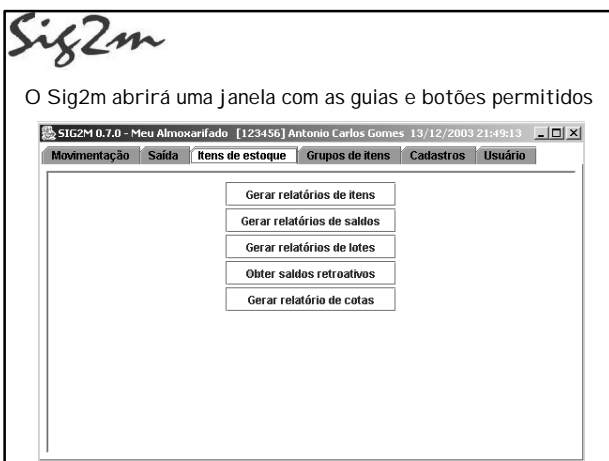 Sig2m
O Sig2m abrirá uma janela com as guias e botões permitidos
SIG2M 0.7.0 - Meu Almoxarifado [123456] Antonio Carlos Gomes 13/12/2003 21:49:13
Movimentação Saída Itens de estoque Grupos de itens Cadastros Usuário
Gerar relatórios de itens
Gerar relatórios de saldos
Gerar relatórios de lotes
Obter saldos retroativos
Gerar relatório de cotas